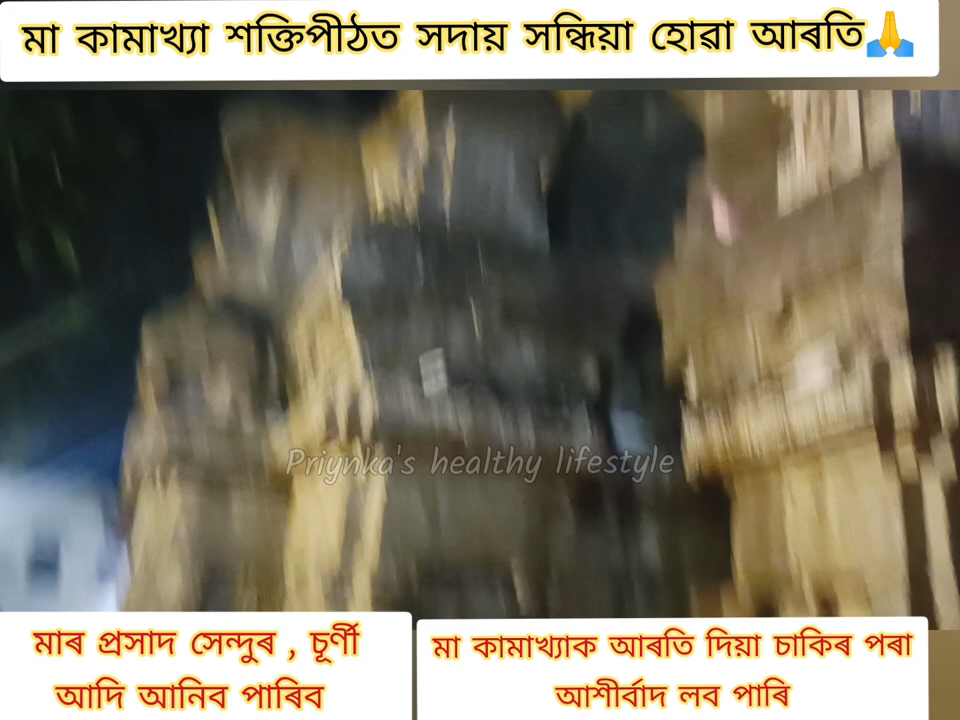 মা কামাখ্যা শক্তিপীঠত সদায় সন্ধিয়া হোৱা আৰতি🙏
Priynka's healthy lifestyle
মাৰ প্ৰসাদ সেন্দুৰ , চূৰ্ণী
আদি আনিব পাৰিব
মা কামাখ্যাক আৰতি দিয়া চাকিৰ পৰা
আশীৰ্বাদ লব পাৰি